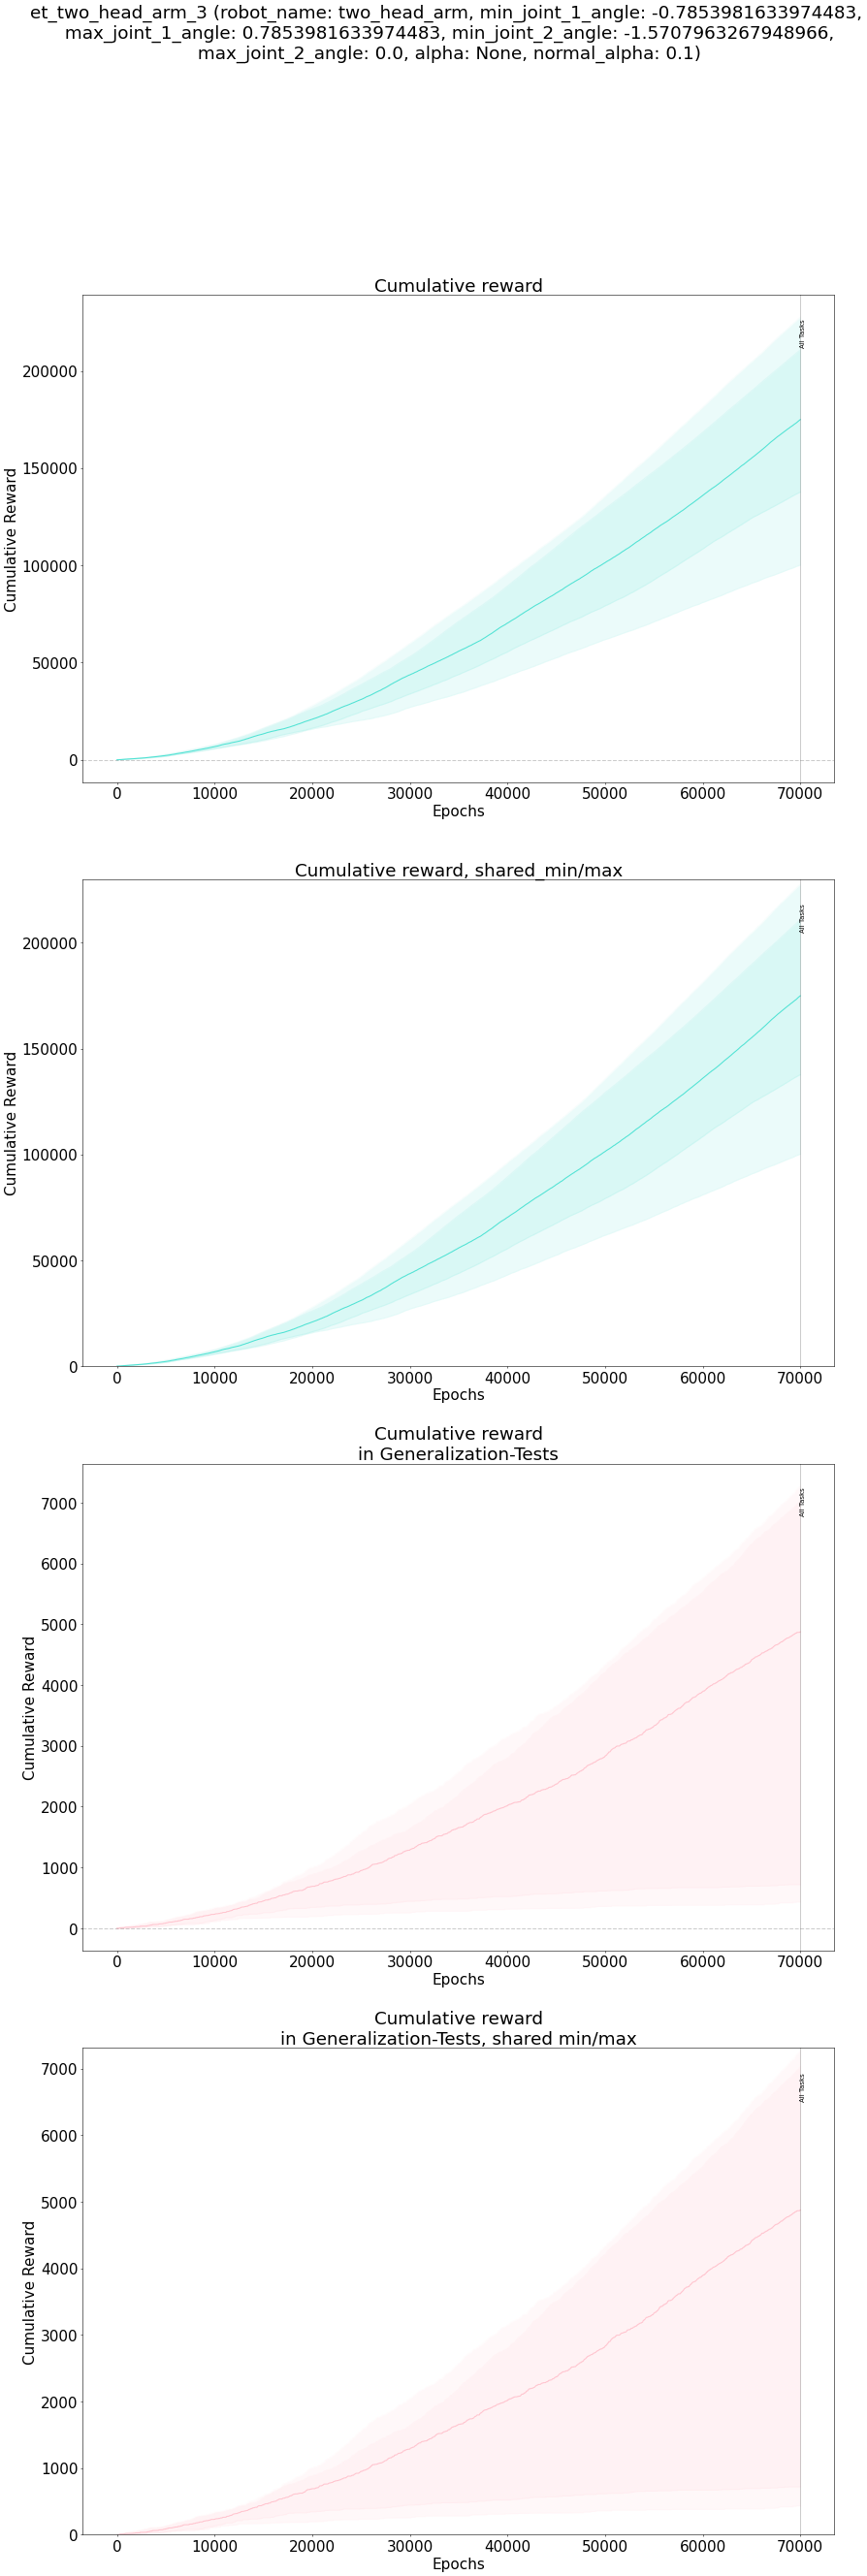 et_two_head_arm_3 (robot_name: two_head_arm, min_joint_1_angle: -0.7853981633974483,
max_joint_1_angle: 0.7853981633974483, min_joint_2_angle: -1.5707963267948966,
max_joint_2_angle: 0.0, alpha: None, normal_alpha: 0.1)
Cumulative reward
All Tasks
200000
150000
100000
50000
0
Cumulative Reward
0 10000 20000 30000 40000 50000 60000 70000
Epochs
Cumulative reward, shared_min/max
All Tasks
200000
150000
100000
50000
0
Cumulative Reward
0 10000 20000 30000 40000 50000 60000 70000
Epochs
Cumulative reward
in Generalization-Tests
All Tasks
7000
6000
5000
4000
3000
2000
1000
0
Cumulative Reward
0 10000 20000 30000 40000 50000 60000 70000
Epochs
Cumulative reward
in Generalization-Tests, shared min/max
All Tasks
7000
6000
5000
4000
3000
2000
1000
0
Cumulative Reward
0 10000 20000 30000 40000 50000 60000 70000
Epochs